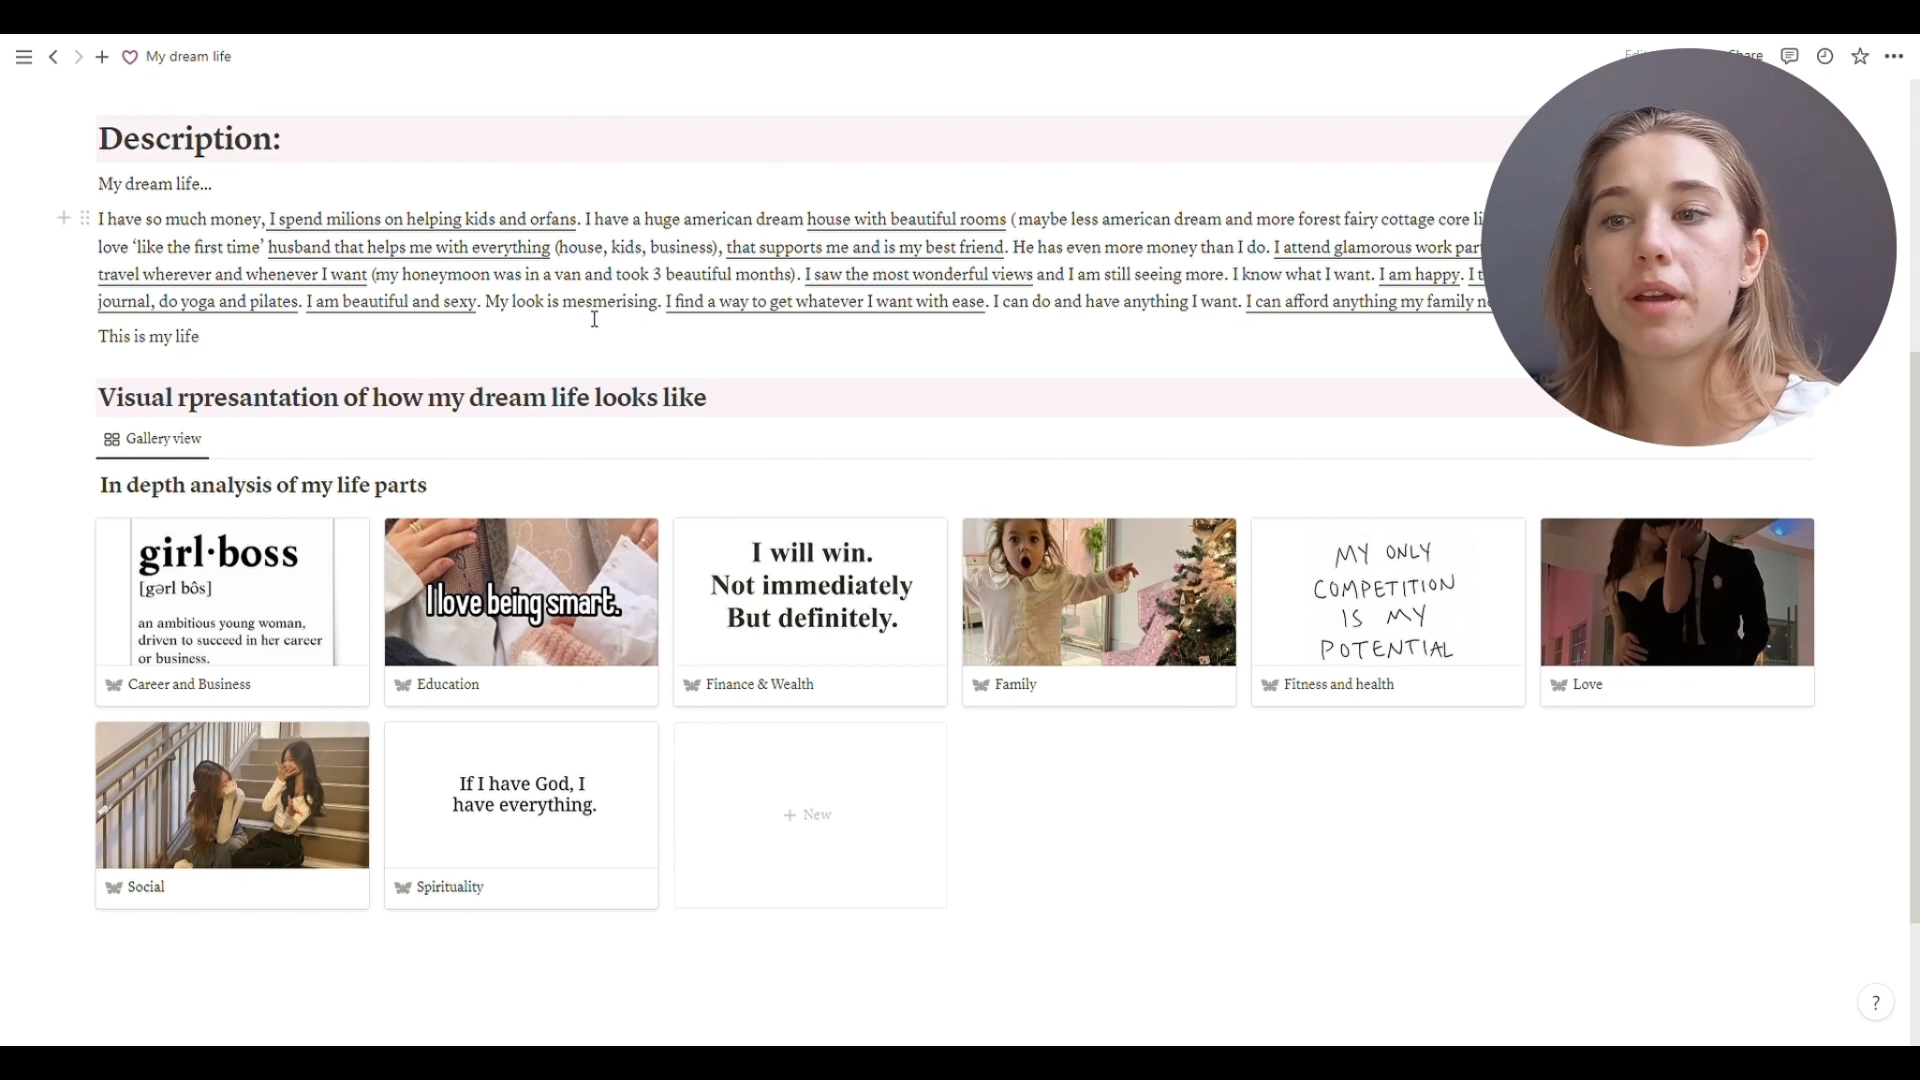 My dream life
Share
Description:
My dream life...
I have so much money, I spend milions on helping kids and orfans. I have a huge american dream house with beautiful rooms (maybe less american dream and more forest fairy cottage core
love ‘like the first time’ husband that helps me with everything (house, kids, business), that supports me and is my best friend. He has even more money than I do. I attend glamorous work
travel wherever and whenever I want (my honeymoon was in a van and took 3 beautiful months). I saw the most wonderful views and I am still seeing more. I know what I want. I am happy. I
journal, do yoga and pilates. I am beautiful and sexy. My look is mesmerising. I find a way to get whatever I want with ease. I can do and have anything I want. I can afford anything my family
This is my life
Visual rpresantation of how my dream life looks like
Gallery view
In depth analysis of my life parts
girl·boss
[gərl bôs]
an ambitious young woman,
driven to succeed in her career
or business.
Career and Business
I love being smart.
Education
I will win.
Not immediately
But definitely.
Finance & Wealth
Family
MY ONLY
COMPETITION
IS MY
POTENTIAL
Fitness and health
Love
Social
If I have God, I
have everything.
Spirituality
+ New
?